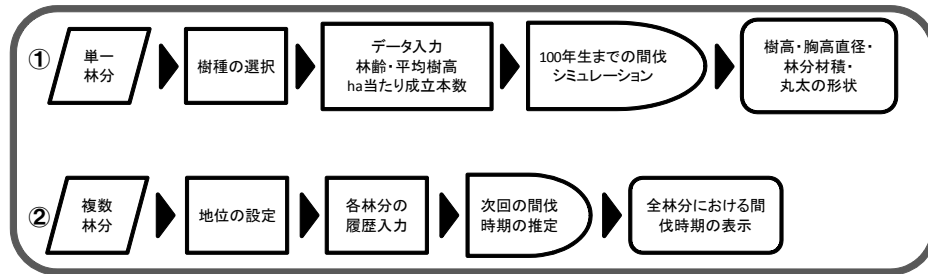 ①
単一
林分
樹種の選択
データ入力
林齢・平均樹高
ha当たり成立本数
100年生までの間伐
シミュレーション
樹高・胸高直径・
林分材積・
丸太の形状
②
複数
林分
地位の設定
各林分の
履歴入力
次回の間伐
時期の推定
全林分における間
伐時期の表示